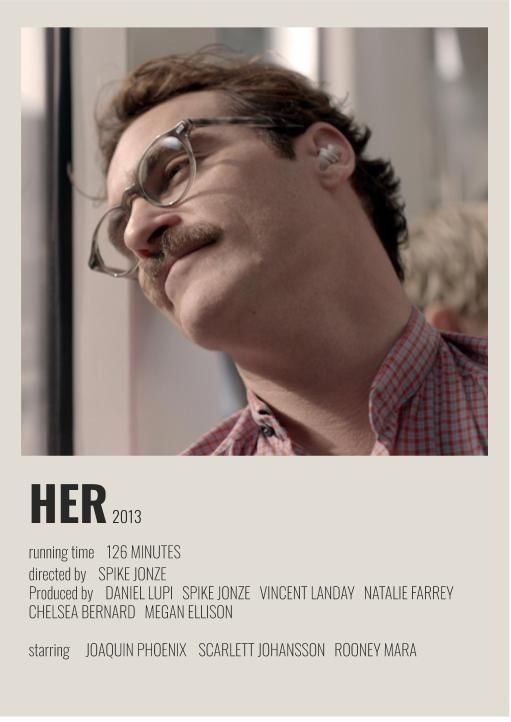 HER 2013
running time 126 MINUTES
directed by SPIKE JONZE
Produced by DANIEL LUPI SPIKE JONZE VINCENT LANDAY NATALIE FARREY
CHELSEA BERNARD MEGAN ELLISON
starring JOAQUIN PHOENIX SCARLETT JOHANSSON ROONEY MARA